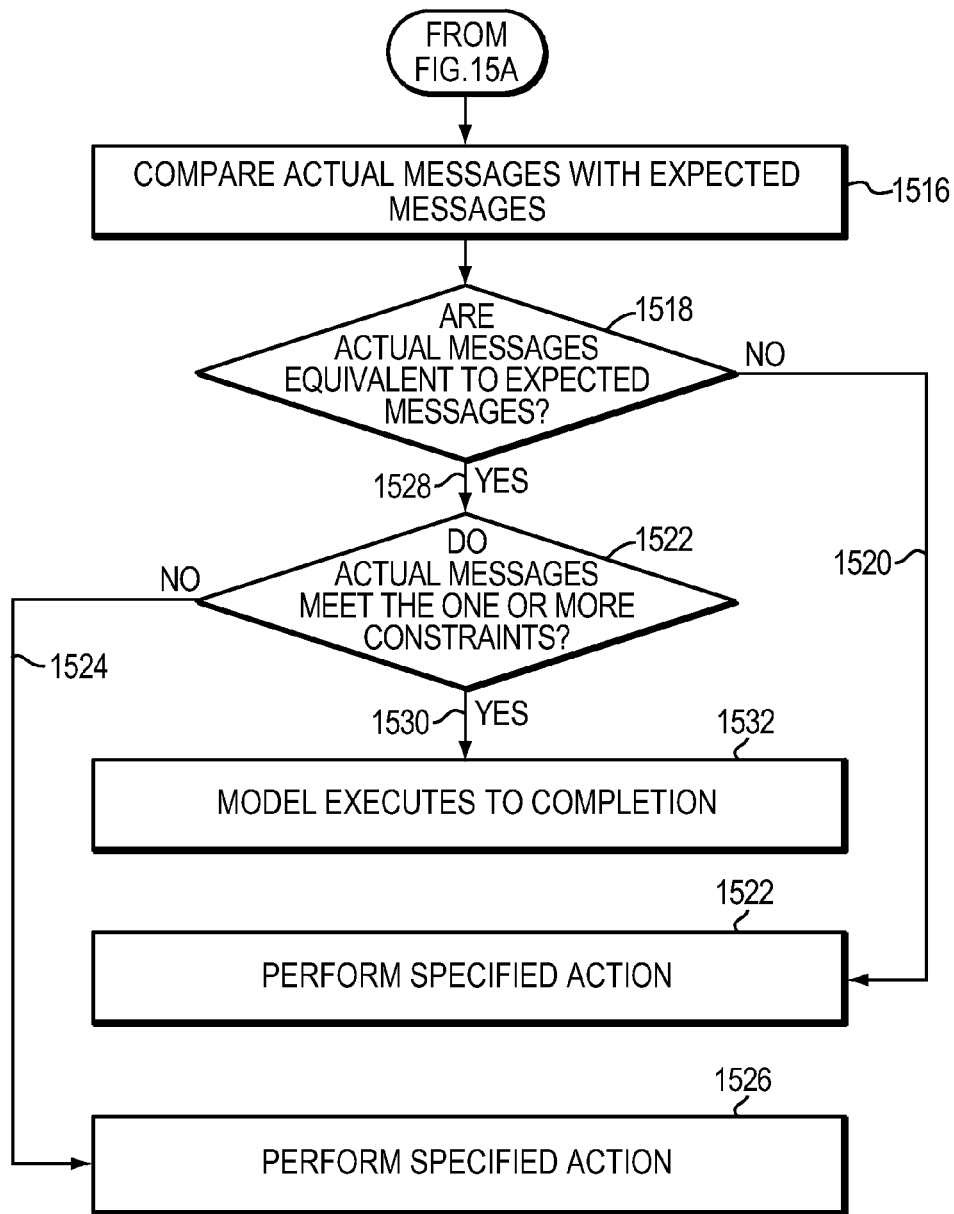 FROM
FIG.15A
COMPARE ACTUAL MESSAGES WITH EXPECTED
MESSAGES
1516
ARE
ACTUAL MESSAGES
EQUIVALENT TO EXPECTED
MESSAGES?
1518
NO
1528
YES
1520
DO
ACTUAL MESSAGES
MEET THE ONE OR MORE
CONSTRAINTS?
1522
NO
1524
1530
YES
1532
MODEL EXECUTES TO COMPLETION
1522
PERFORM SPECIFIED ACTION
1526
PERFORM SPECIFIED ACTION